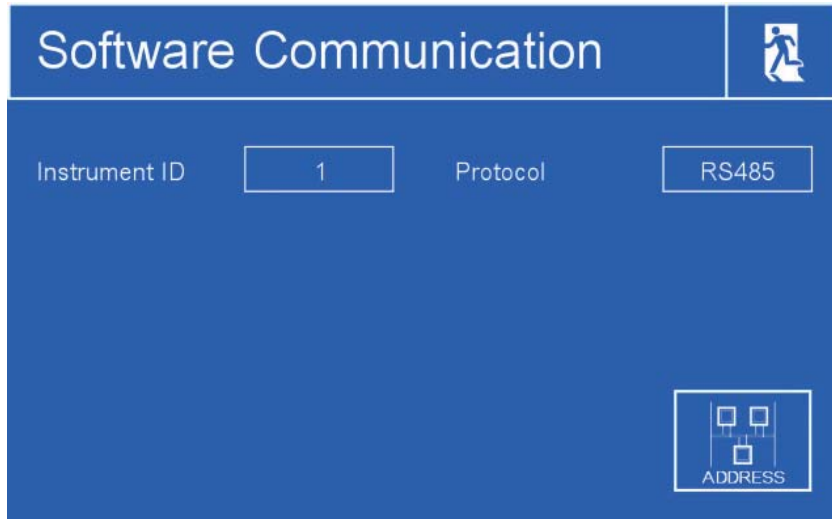 Software Communication
Instrument ID 1 Protocol RS485
ADDRESS